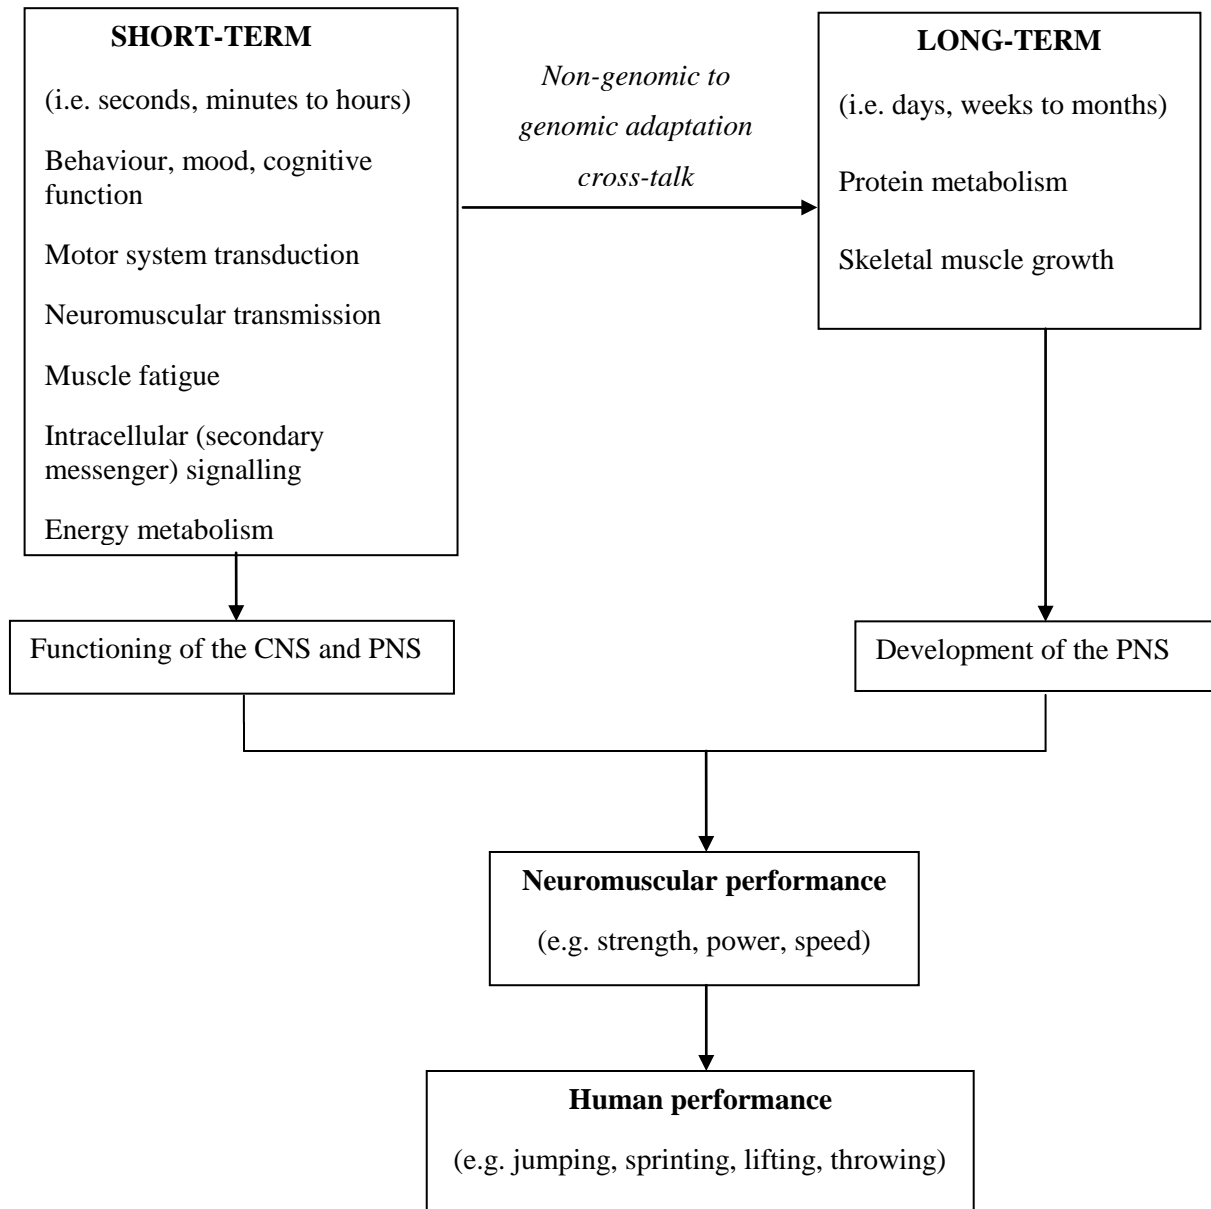 SHORT-TERM
(i.e. seconds, minutes to hours)
Behaviour, mood, cognitive
function
Motor system transduction
Neuromuscular transmission
Muscle fatigue
Intracellular (secondary
messenger) signalling
Energy metabolism
Non-genomic to
genomic adaptation
cross-talk
LONG-TERM
(i.e. days, weeks to months)
Protein metabolism
Skeletal muscle growth
Functioning of the CNS and PNS
Development of the PNS
Neuromuscular performance
(e.g. strength, power, speed)
Human performance
(e.g. jumping, sprinting, lifting, throwing)